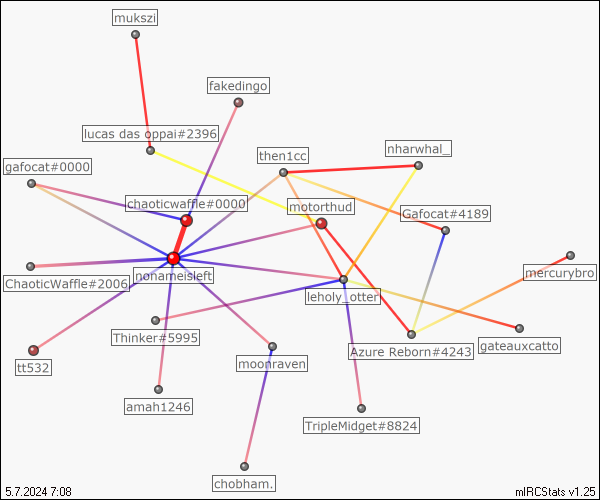 mukszi
fakedingo
lucas das oppai#2396
then1cc
nharwhal_
gafocat#0000
chaoticwaffle#0000
motorthud
Gafocat#4189
nonameisleft
ChaoticWaffle#2006
mercurybro
leholy_otter
Thinker#5995
Azure Reborn#4243
gateauxcatto
moonraven
tt532
amah1246
TripleMidget#8824
chobham.
5.7.2024 7:08
mIRCStats v1.25